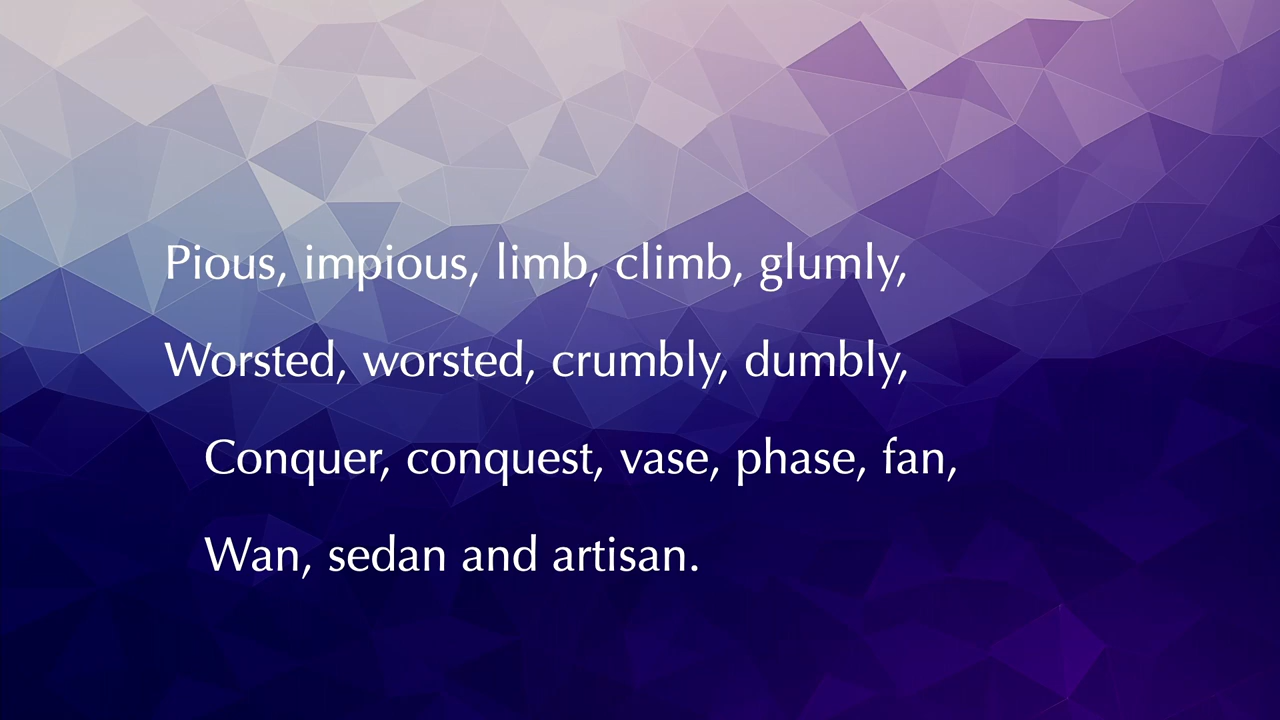 Pious, impious, limb, climb, glumly,
Worsted, worsted, crumbly, dumbly,
Conquer, conquest, vase, phase, fan,
Wan, sedan and artisan.